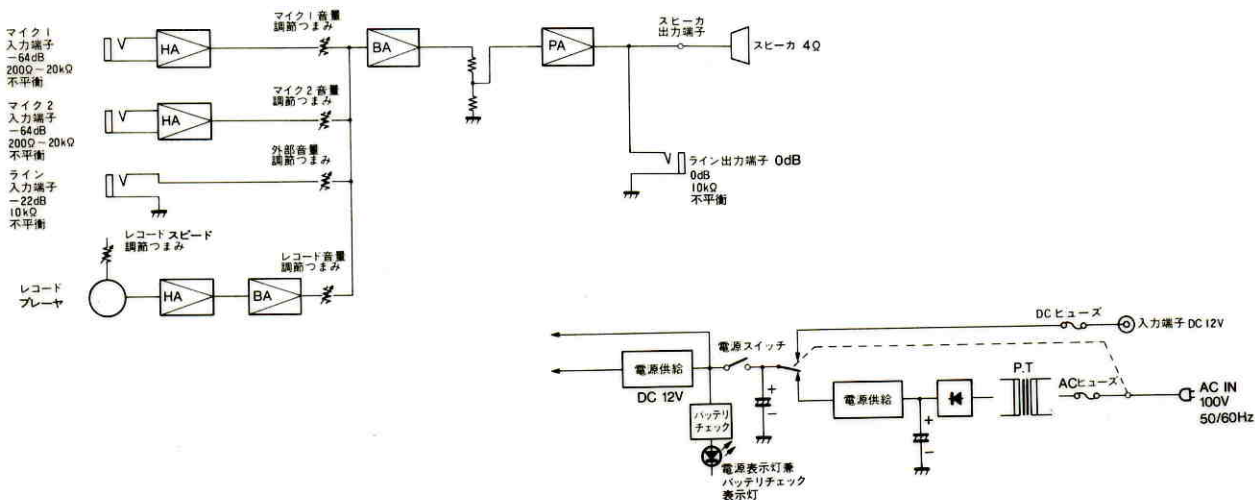 マイク1
入力端子
-64dB
200Ω-20kΩ
不平衡
HA
マイク1音量
調節つまみ
BA
PA
スピーカ
出力端子
スピーカ 4Ω
マイク2
入力端子
-64dB
200Ω-20kΩ
不平衡
HA
マイク2音量
調節つまみ
ライン
入力端子
-22dB
10kΩ
不平衡
外部音量
調節つまみ
ライン出力端子 0dB
0dB
10kΩ
不平衡
レコードスピード
調節つまみ
レコード
プレーヤ
HA
BA
レコード音量
調節つまみ
DCヒューズ
入力端子DC12V
電源スイッチ
電源供給
DC 12V
+
-
バッテリ
チェック
電源表示灯兼
バッテリチェック
表示灯
電源供給
+
-
P.T
ACヒューズ
AC IN
100V
50/60Hz